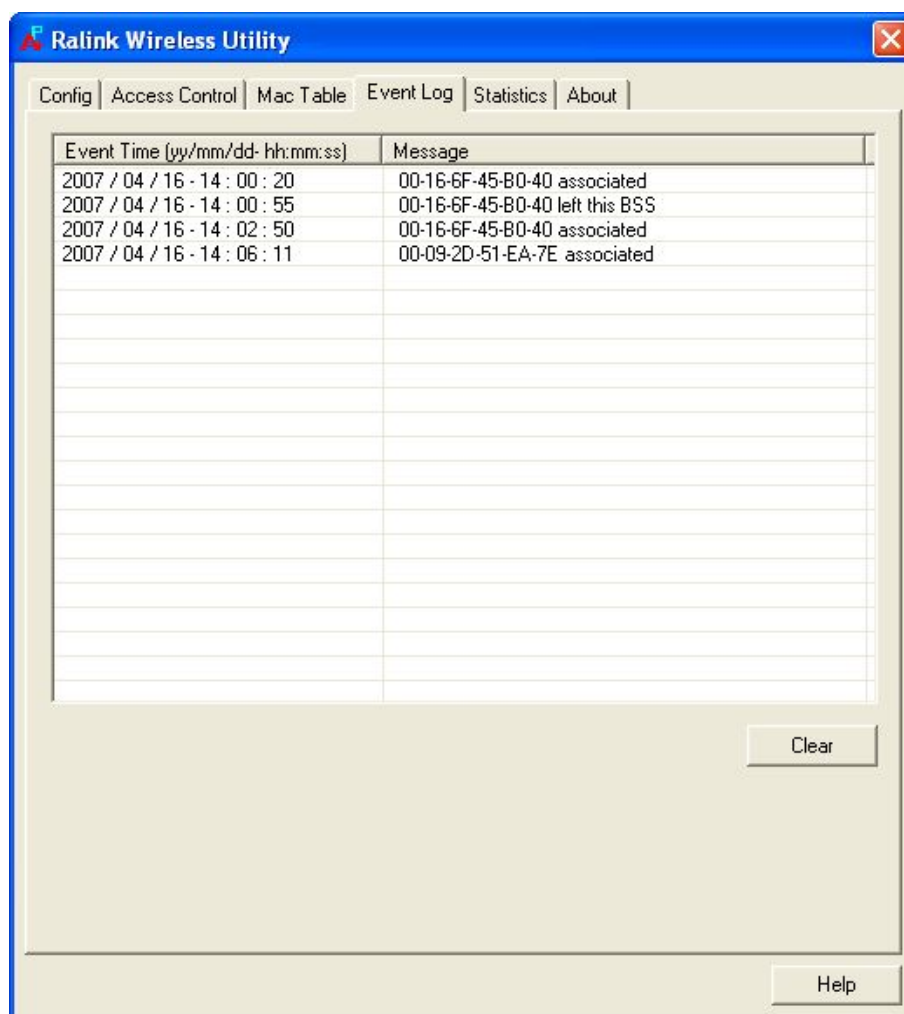 Ralink Wireless Utility
Config Access Control Mac Table Event Log Statistics About
Event Time (yy/mm/dd- hh:mm:ss) Message
2007 / 04 / 16 - 14 : 00 : 20 00-16-6F-45-B0-40 associated
2007 / 04 / 16 - 14 : 00 : 55 00-16-6F-45-B0-40 left this BSS
2007 / 04 / 16 - 14 : 02 : 50 00-16-6F-45-B0-40 associated
2007 / 04 / 16 - 14 : 06 : 11 00-09-2D-51-EA-7E associated
Clear
Help